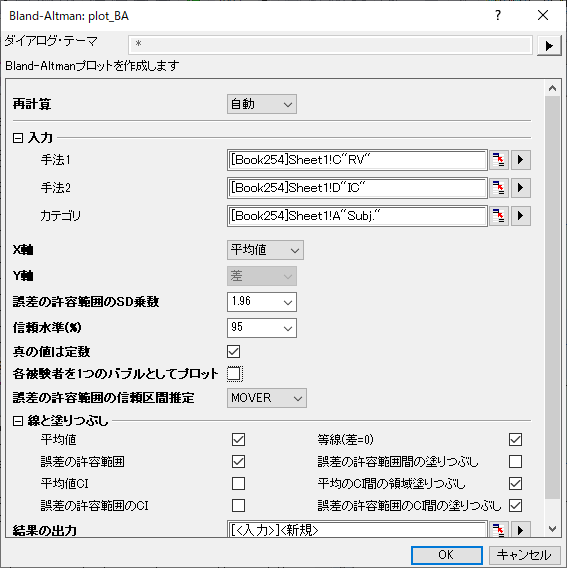 Bland-Altman: plot_BA
ダイアログ・テーマ *
Bland-Altmanプロットを作成します
再計算 自動
入力
手法1 [Book254]Sheet1!C"RV"
手法2 [Book254]Sheet1!D"IC"
カテゴリ [Book254]Sheet1!A"Subj."
X軸 平均値
Y軸 差
誤差の許容範囲のSD乗数 1.96
信頼水準(%) 95
真の値は定数
各被験者を1つのバブルとしてプロット
誤差の許容範囲の信頼区間推定 MOVER
線と塗りつぶし
平均値 等線(差=0)
誤差の許容範囲 誤差の許容範囲間の塗りつぶし
平均値CI 平均のCI間の領域塗りつぶし
誤差の許容範囲のCI 誤差の許容範囲のCI間の塗りつぶし
結果の出力 [<入力>]<新規>
OK キャンセル